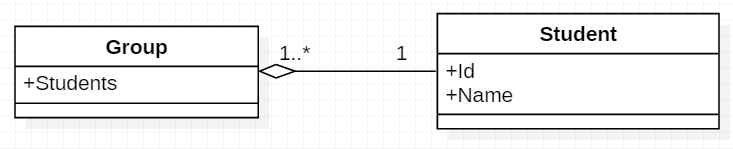 Group
+Students
1..*
1
Student
+Id
+Name